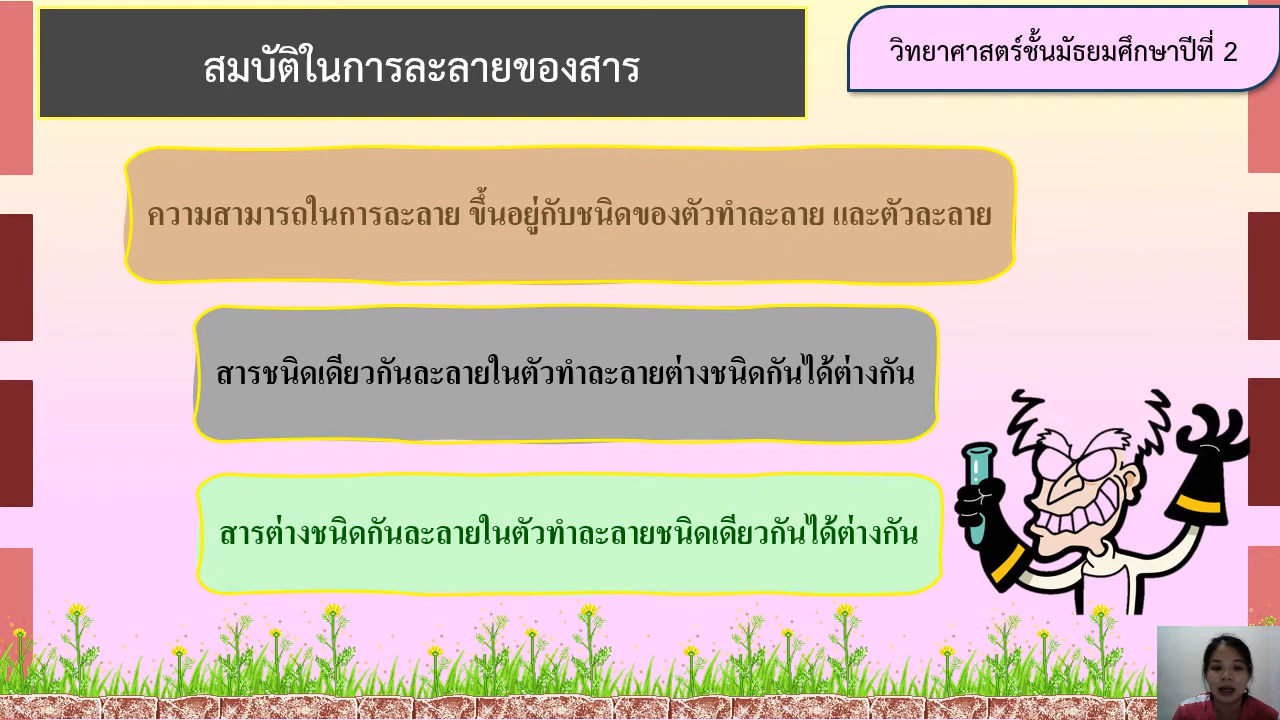 สมบัติในการละลายของสาร
วิทยาศาสตร์ชั้นมัธยมศึกษาปีที่ 2
ความสามารถในการละลาย ขึ้นอยู่กับชนิดของตัวทำละลาย และตัวละลาย
สารชนิดเดียวกันละลายในตัวทำละลายต่างชนิดกันได้ต่างกัน
สารต่างชนิดกันละลายในตัวทำละลายชนิดเดียวกันได้ต่างกัน